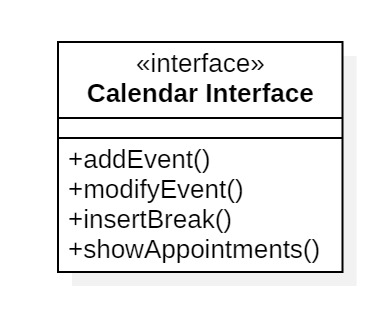 «interface»
Calendar Interface
+addEvent()
+modifyEvent()
+insertBreak()
+showAppointments()